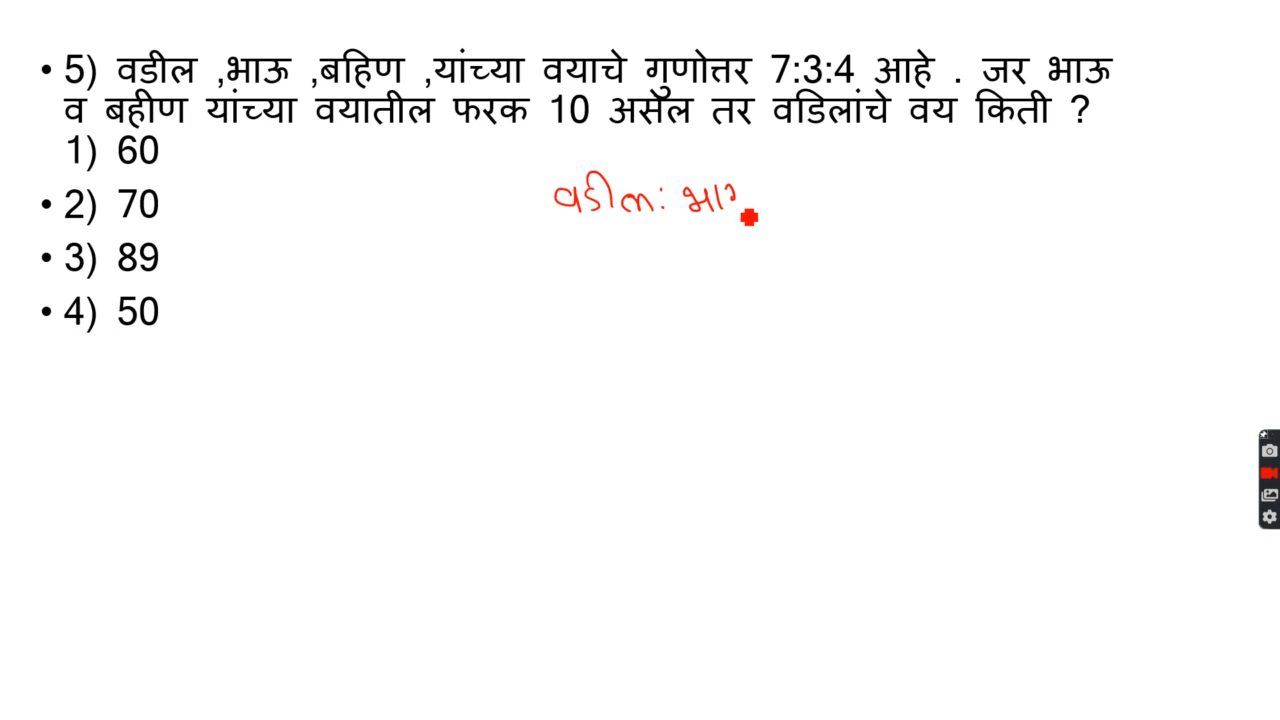 • 5) वडील ,भाऊ ,बहिण ,यांच्या वयाचे गुणोत्तर 7:3:4 आहे . जर भाऊ
व बहीण यांच्या वयातील फरक 10 असेल तर वडिलांचे वय किती ?
1) 60
• 2) 70
• 3) 89
• 4) 50
वडील :